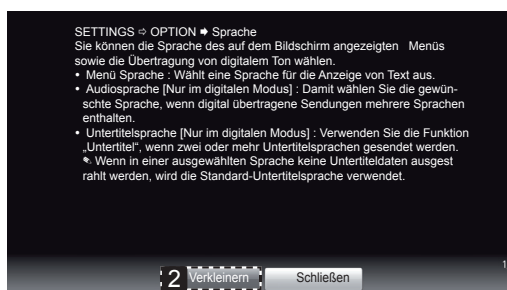 SETTINGS ⇨ OPTION ➡ Sprache
Sie können die Sprache des auf dem Bildschirm angezeigten Menüs
sowie die Übertragung von digitalem Ton wählen.
• Menü Sprache : Wählt eine Sprache für die Anzeige von Text aus.
• Audiosprache [Nur im digitalen Modus] : Damit wählen Sie die gewün-
schte Sprache, wenn digital übertragene Sendungen mehrere Sprachen
enthalten.
• Untertitelsprache [Nur im digitalen Modus] : Verwenden Sie die Funktion
„Untertitel“, wenn zwei oder mehr Untertitelsprachen gesendet werden.
✎ Wenn in einer ausgewählten Sprache keine Untertiteldaten ausgest
rahlt werden, wird die Standard-Untertitelsprache verwendet.
1
2 Verkleinern Schließen